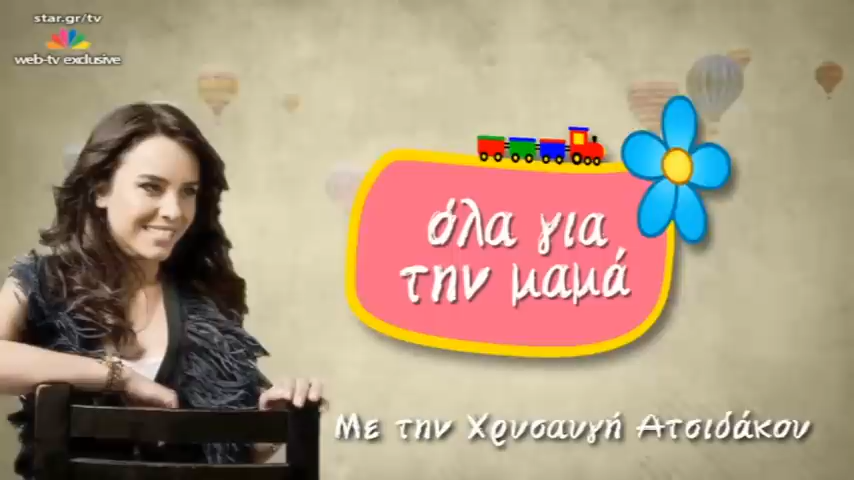 star.gr/tv
web-tv exclusive
όλα για
την μαμά
Με την Χρυσαυγή Ατσιδάκου